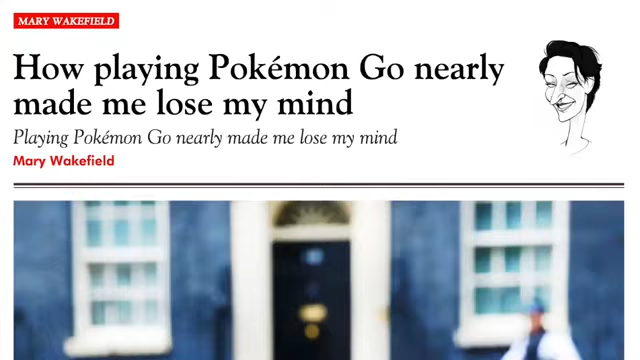 MARY WAKEFIELD
How playing Pokémon Go nearly
made me lose my mind
Playing Pokémon Go nearly made me lose my mind
Mary Wakefield